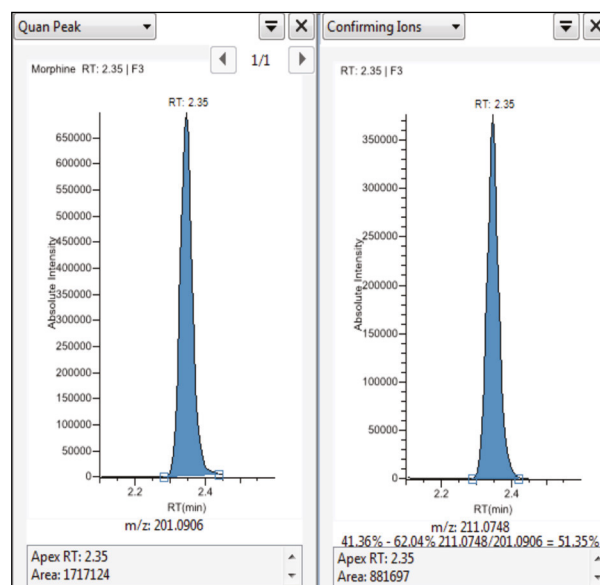 Quan Peak
1/1
Morphine RT: 2.35 | F3
RT: 2.35
650000
600000
550000
500000
450000
400000
350000
300000
250000
200000
150000
100000
50000
0
Absolute Intensity
2.2 2.4
RT(min)
m/z: 201.0906
Apex RT: 2.35
Area: 1717124
Confirming Ions
RT: 2.35 | F3
RT: 2.35
350000
300000
250000
200000
150000
100000
50000
0
Absolute Intensity
2.2 2.4
RT(min)
m/z: 211.0748
41.36% - 62.04% 211.0748/201.0906 = 51.35%
Apex RT: 2.35
Area: 881697